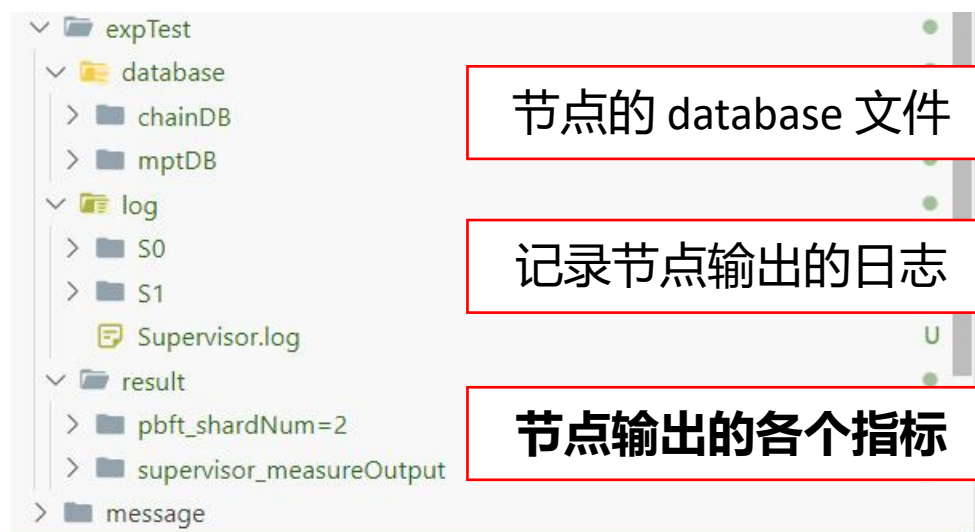 expTest
database
chainDB
节点的 database 文件
mptDB
log
S0
记录节点输出的日志
S1
Supervisor.log U
result
pbft_shardNum=2
节点输出的各个指标
supervisor_measureOutput
message